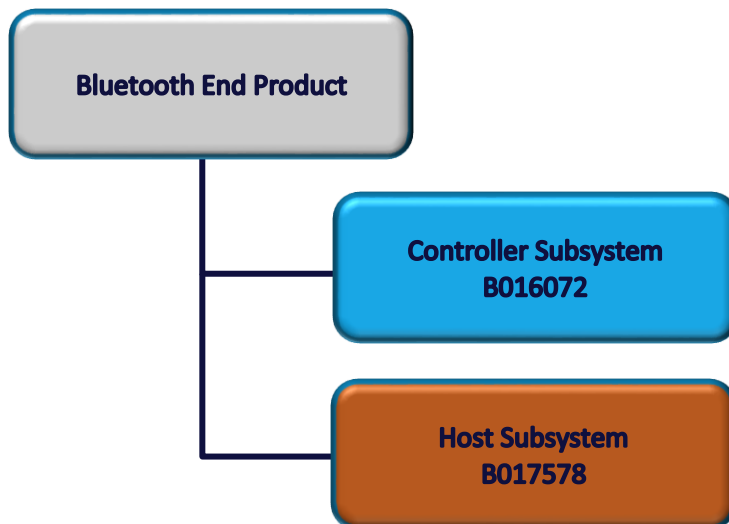 Bluetooth End Product
Controller Subsystem
B016072
Host Subsystem
B017578